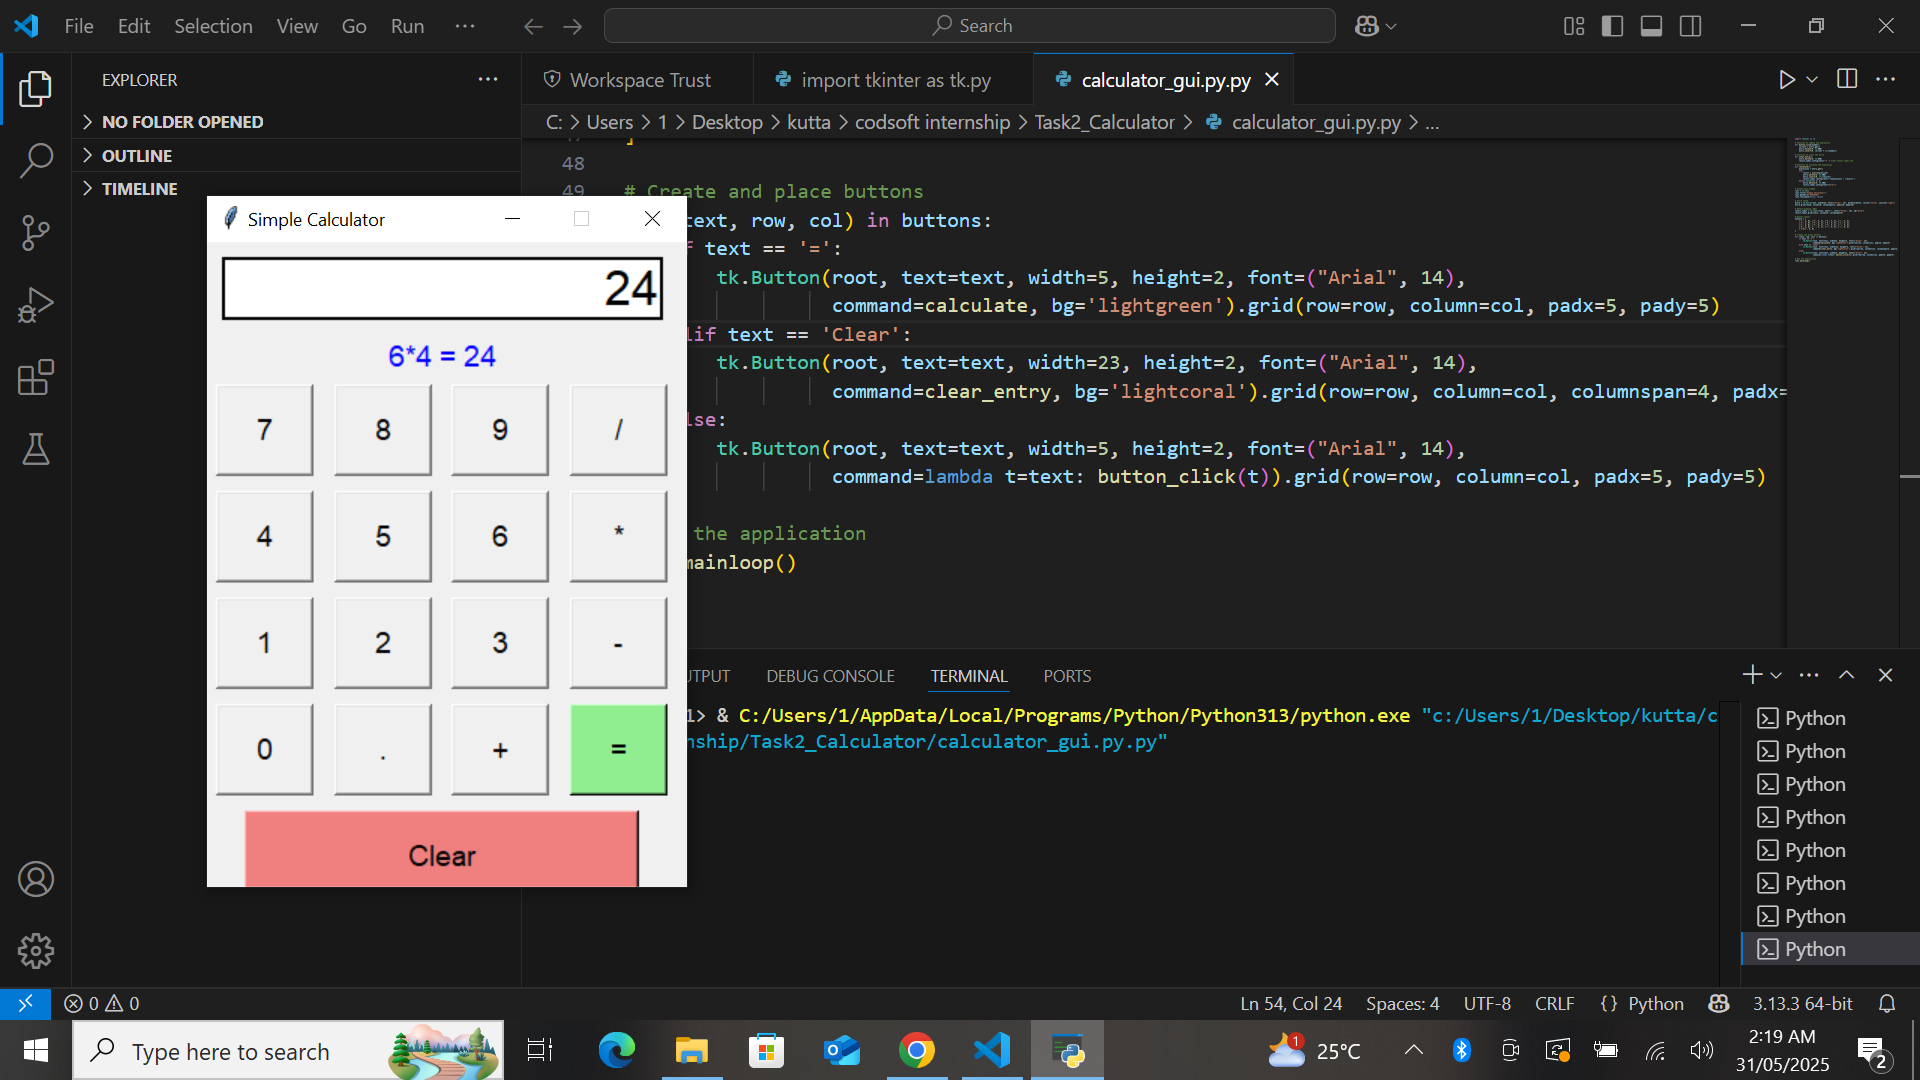 File Edit Selection View Go Run ...
Search
EXPLORER
NO FOLDER OPENED
OUTLINE
TIMELINE
Workspace Trust
import tkinter as tk.py
calculator_gui.py.py
C: > Users > 1 > Desktop > kutta > codsoft internship > Task2_Calculator > calculator_gui.py.py > ...
48
49 # Create and place buttons
text, row, col) in buttons:
f text == '=':
tk.Button(root, text=text, width=5, height=2, font=("Arial", 14),
command=calculate, bg='lightgreen').grid(row=row, column=col, padx=5, pady=5)
lif text == 'Clear':
tk.Button(root, text=text, width=23, height=2, font=("Arial", 14),
command=clear_entry, bg='lightcoral').grid(row=row, column=col, columnspan=4, padx=
lse:
tk.Button(root, text=text, width=5, height=2, font=("Arial", 14),
command=lambda t=text: button_click(t)).grid(row=row, column=col, padx=5, pady=5)
the application
mainloop()
Simple Calculator
24
6*4 = 24
7 8 9 /
4 5 6 *
1 2 3 -
0 . + =
Clear
UTPUT DEBUG CONSOLE TERMINAL PORTS
1> & C:/Users/1/AppData/Local/Programs/Python/Python313/python.exe "c:/Users/1/Desktop/kutta/c
nship/Task2_Calculator/calculator_gui.py.py"
Python
Python
Python
Python
Python
Python
Python
Python
0 0
Ln 54, Col 24 Spaces: 4 UTF-8 CRLF {} Python 3.13.3 64-bit
Type here to search
1
25°C
2:19 AM
31/05/2025
2